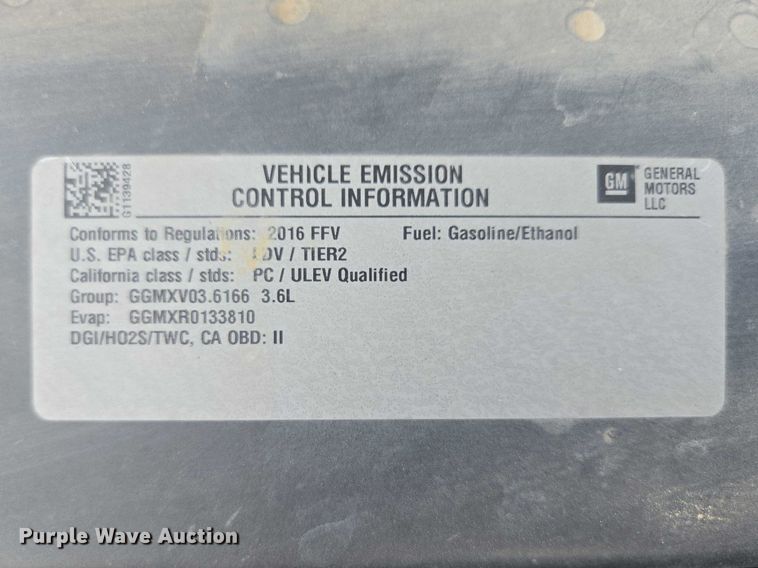 VEHICLE EMISSION
CONTROL INFORMATION
G1139428
GM
GENERAL
MOTORS
LLC
Conforms to Regulations: 2016 FFV Fuel: Gasoline/Ethanol
U.S. EPA class / stds: LDV / TIER2
California class / stds: PC / ULEV Qualified
Group: GGMXV03.6166 3.6L
Evap: GGMXR0133810
DGI/HO2S/TWC, CA OBD: II
Purple Wave Auction